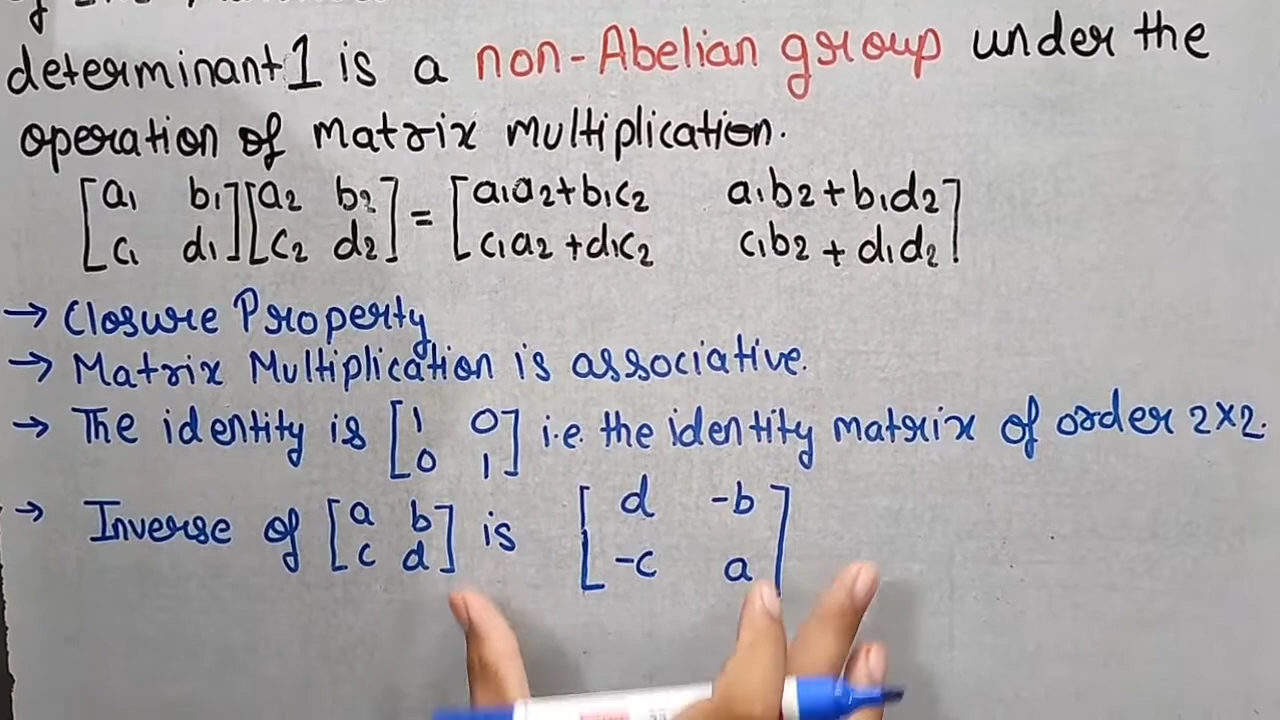 determinant 1 is a non-Abelian group under the
operation of Matrix multiplication.
[a₁ b₁] [a₂ b₂] = [a₁a₂+b₁c₂ a₁b₂+b₁d₂]
[c₁ d₁] [c₂ d₂] [c₁a₂+d₁c₂ c₁b₂+d₁d₂]
→ Closure Property
→ Matrix Multiplication is associative.
→ The identity is [1 0; 0 1] i.e. the identity matrix of order 2×2.
→ Inverse of [a b; c d] is [d -b; -c a]